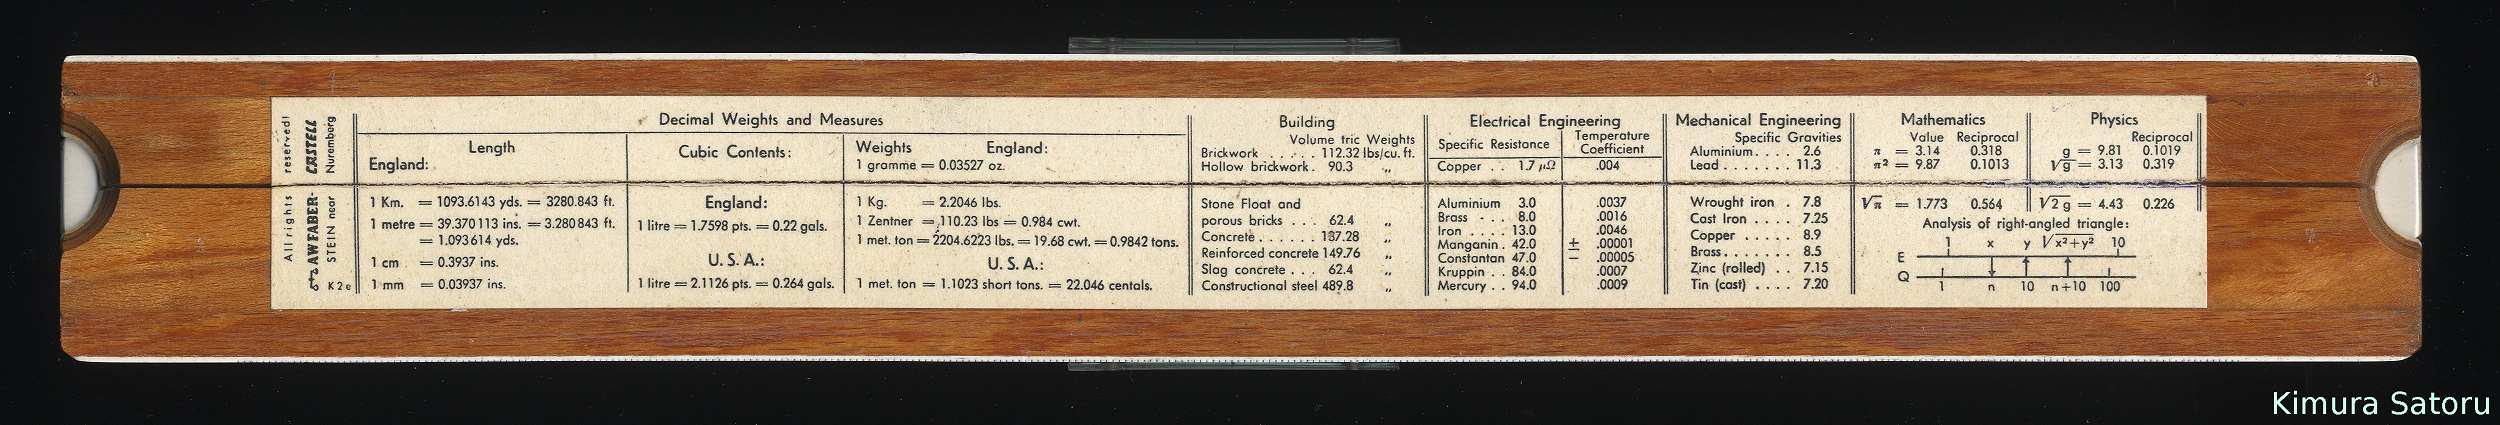 All rights reserved!
AW FABER-CASTELL
STEIN near Nuremberg
K 2 e
Decimal Weights and Measures
Length
England:
1 Km. = 1093.6143 yds. = 3280.843 ft.
1 metre = 39.370113 ins. = 3.280843 ft.
= 1.093614 yds.
1 cm = 0.3937 ins.
1 mm = 0.03937 ins.
Cubic Contents:
England:
1 litre = 1.7598 pts. = 0.22 gals.
U. S. A.:
1 litre = 2.1126 pts. = 0.264 gals.
Weights England:
1 gramme = 0.03527 oz.
1 Kg. = 2.2046 lbs.
1 Zentner = 110.23 lbs = 0.984 cwt.
1 met. ton = 2204.6223 lbs. = 19.68 cwt. = 0.9842 tons.
U. S. A.:
1 met. ton = 1.1023 short tons. = 22.046 centals.
Building
Volume tric Weights
Brickwork . . . . . 112.32 lbs/cu. ft.
Hollow brickwork . 90.3 „
Stone Float and
porous bricks . . . 62.4 „
Concrete . . . . . . 137.28 „
Reinforced concrete 149.76 „
Slag concrete . . . 62.4 „
Constructional steel 489.8 „
Electrical Engineering
Specific Resistance Temperature Coefficient
Copper . . 1.7 μΩ .004
Aluminium 3.0 .0037
Brass - . . 8.0 .0016
Iron . . . . 13.0 .0046
Manganin . 42.0 ± .00001
Constantan 47.0 — .00005
Kruppin . . 84.0 .0007
Mercury . . 94.0 .0009
Mechanical Engineering
Specific Gravities
Aluminium . . . . 2.6
Lead . . . . . . . 11.3
Wrought iron . 7.8
Cast Iron . . . . 7.25
Copper . . . . . 8.9
Brass . . . . . . . 8.5
Zinc (rolled) . . 7.15
Tin (cast) . . . . 7.20
Mathematics
Value Reciprocal
π = 3.14 0.318
π² = 9.87 0.1013
√π = 1.773 0.564
Physics
Reciprocal
g = 9.81 0.1019
√g = 3.13 0.319
√2 g = 4.43 0.226
Analysis of right-angled triangle:
1 x y √x²+y² 10
E
Q
1 n 10 n+10 100
Kimura Satoru